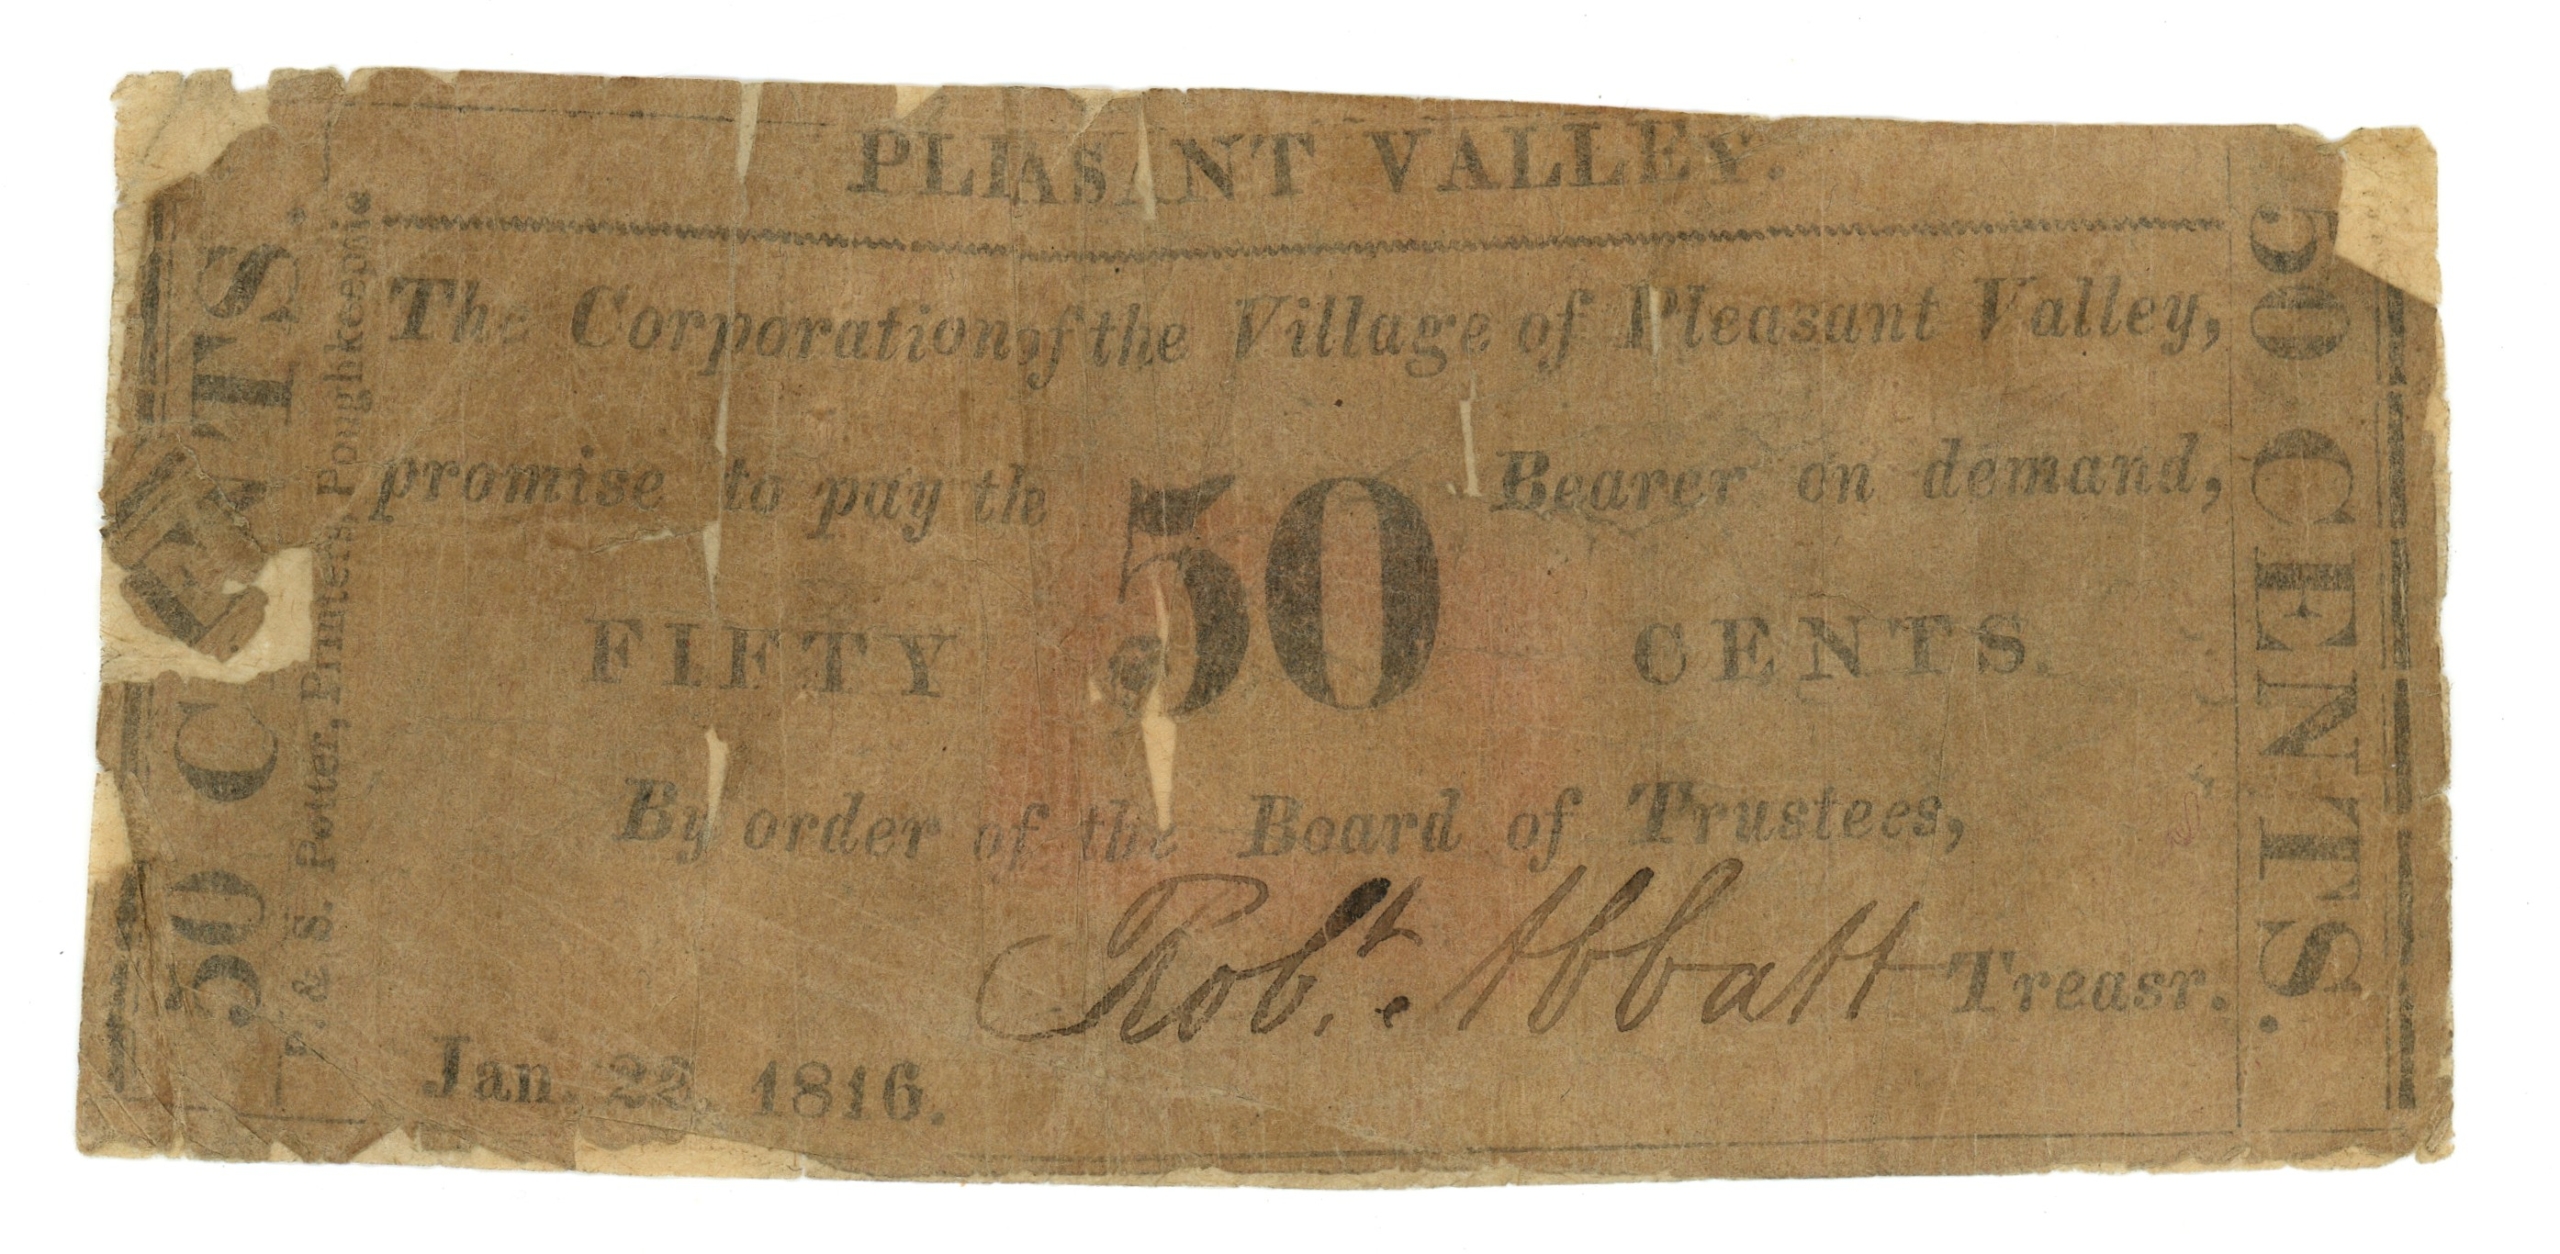 PLEASANT VALLEY.
The Corporation of the Village of Pleasant Valley,
promise to pay th 50 Bearer on demand,
FIFTY CENTS.
By order of the Board of Trustees,
Robt. Abbatt Treasr.
Jan. 22, 1816.
50 CENTS.
& S. Potter, Printers, Poughkeepsie
50 CENTS.